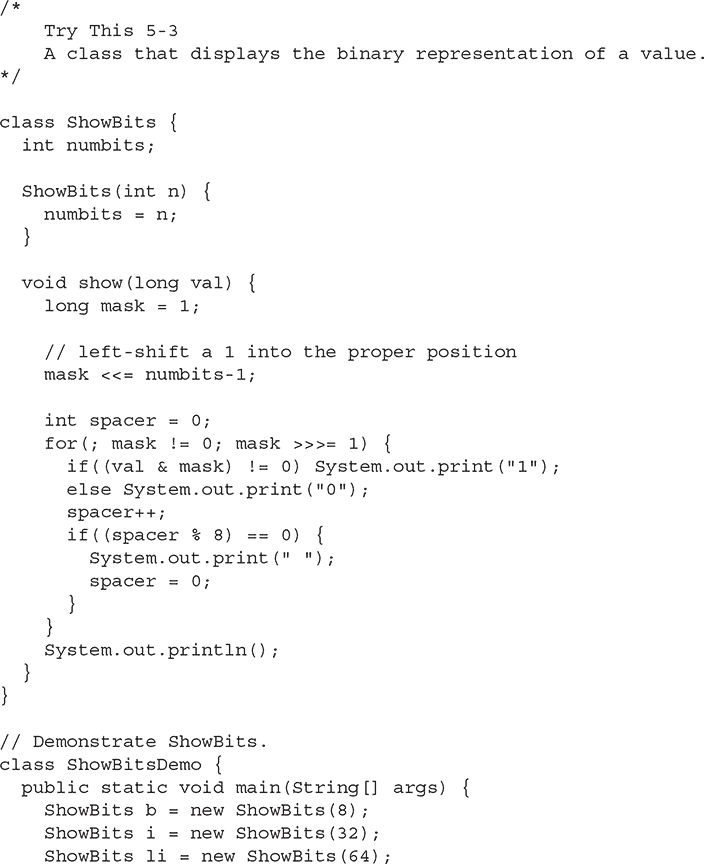 /*
    Try This 5-3
    A class that displays the binary representation of a value.
*/

class ShowBits {
  int numbits;

  ShowBits(int n) {
    numbits = n;
  }

  void show(long val) {
    long mask = 1;

    // left-shift a 1 into the proper position
    mask <<= numbits-1;

    int spacer = 0;
    for(; mask != 0; mask >>>= 1) {
      if((val & mask) != 0) System.out.print("1");
      else System.out.print("0");
      spacer++;
      if((spacer % 8) == 0) {
        System.out.print(" ");
        spacer = 0;
      }
    }
    System.out.println();
  }
}

// Demonstrate ShowBits.
class ShowBitsDemo {
  public static void main(String[] args) {
    ShowBits b = new ShowBits(8);
    ShowBits i = new ShowBits(32);
    ShowBits li = new ShowBits(64);